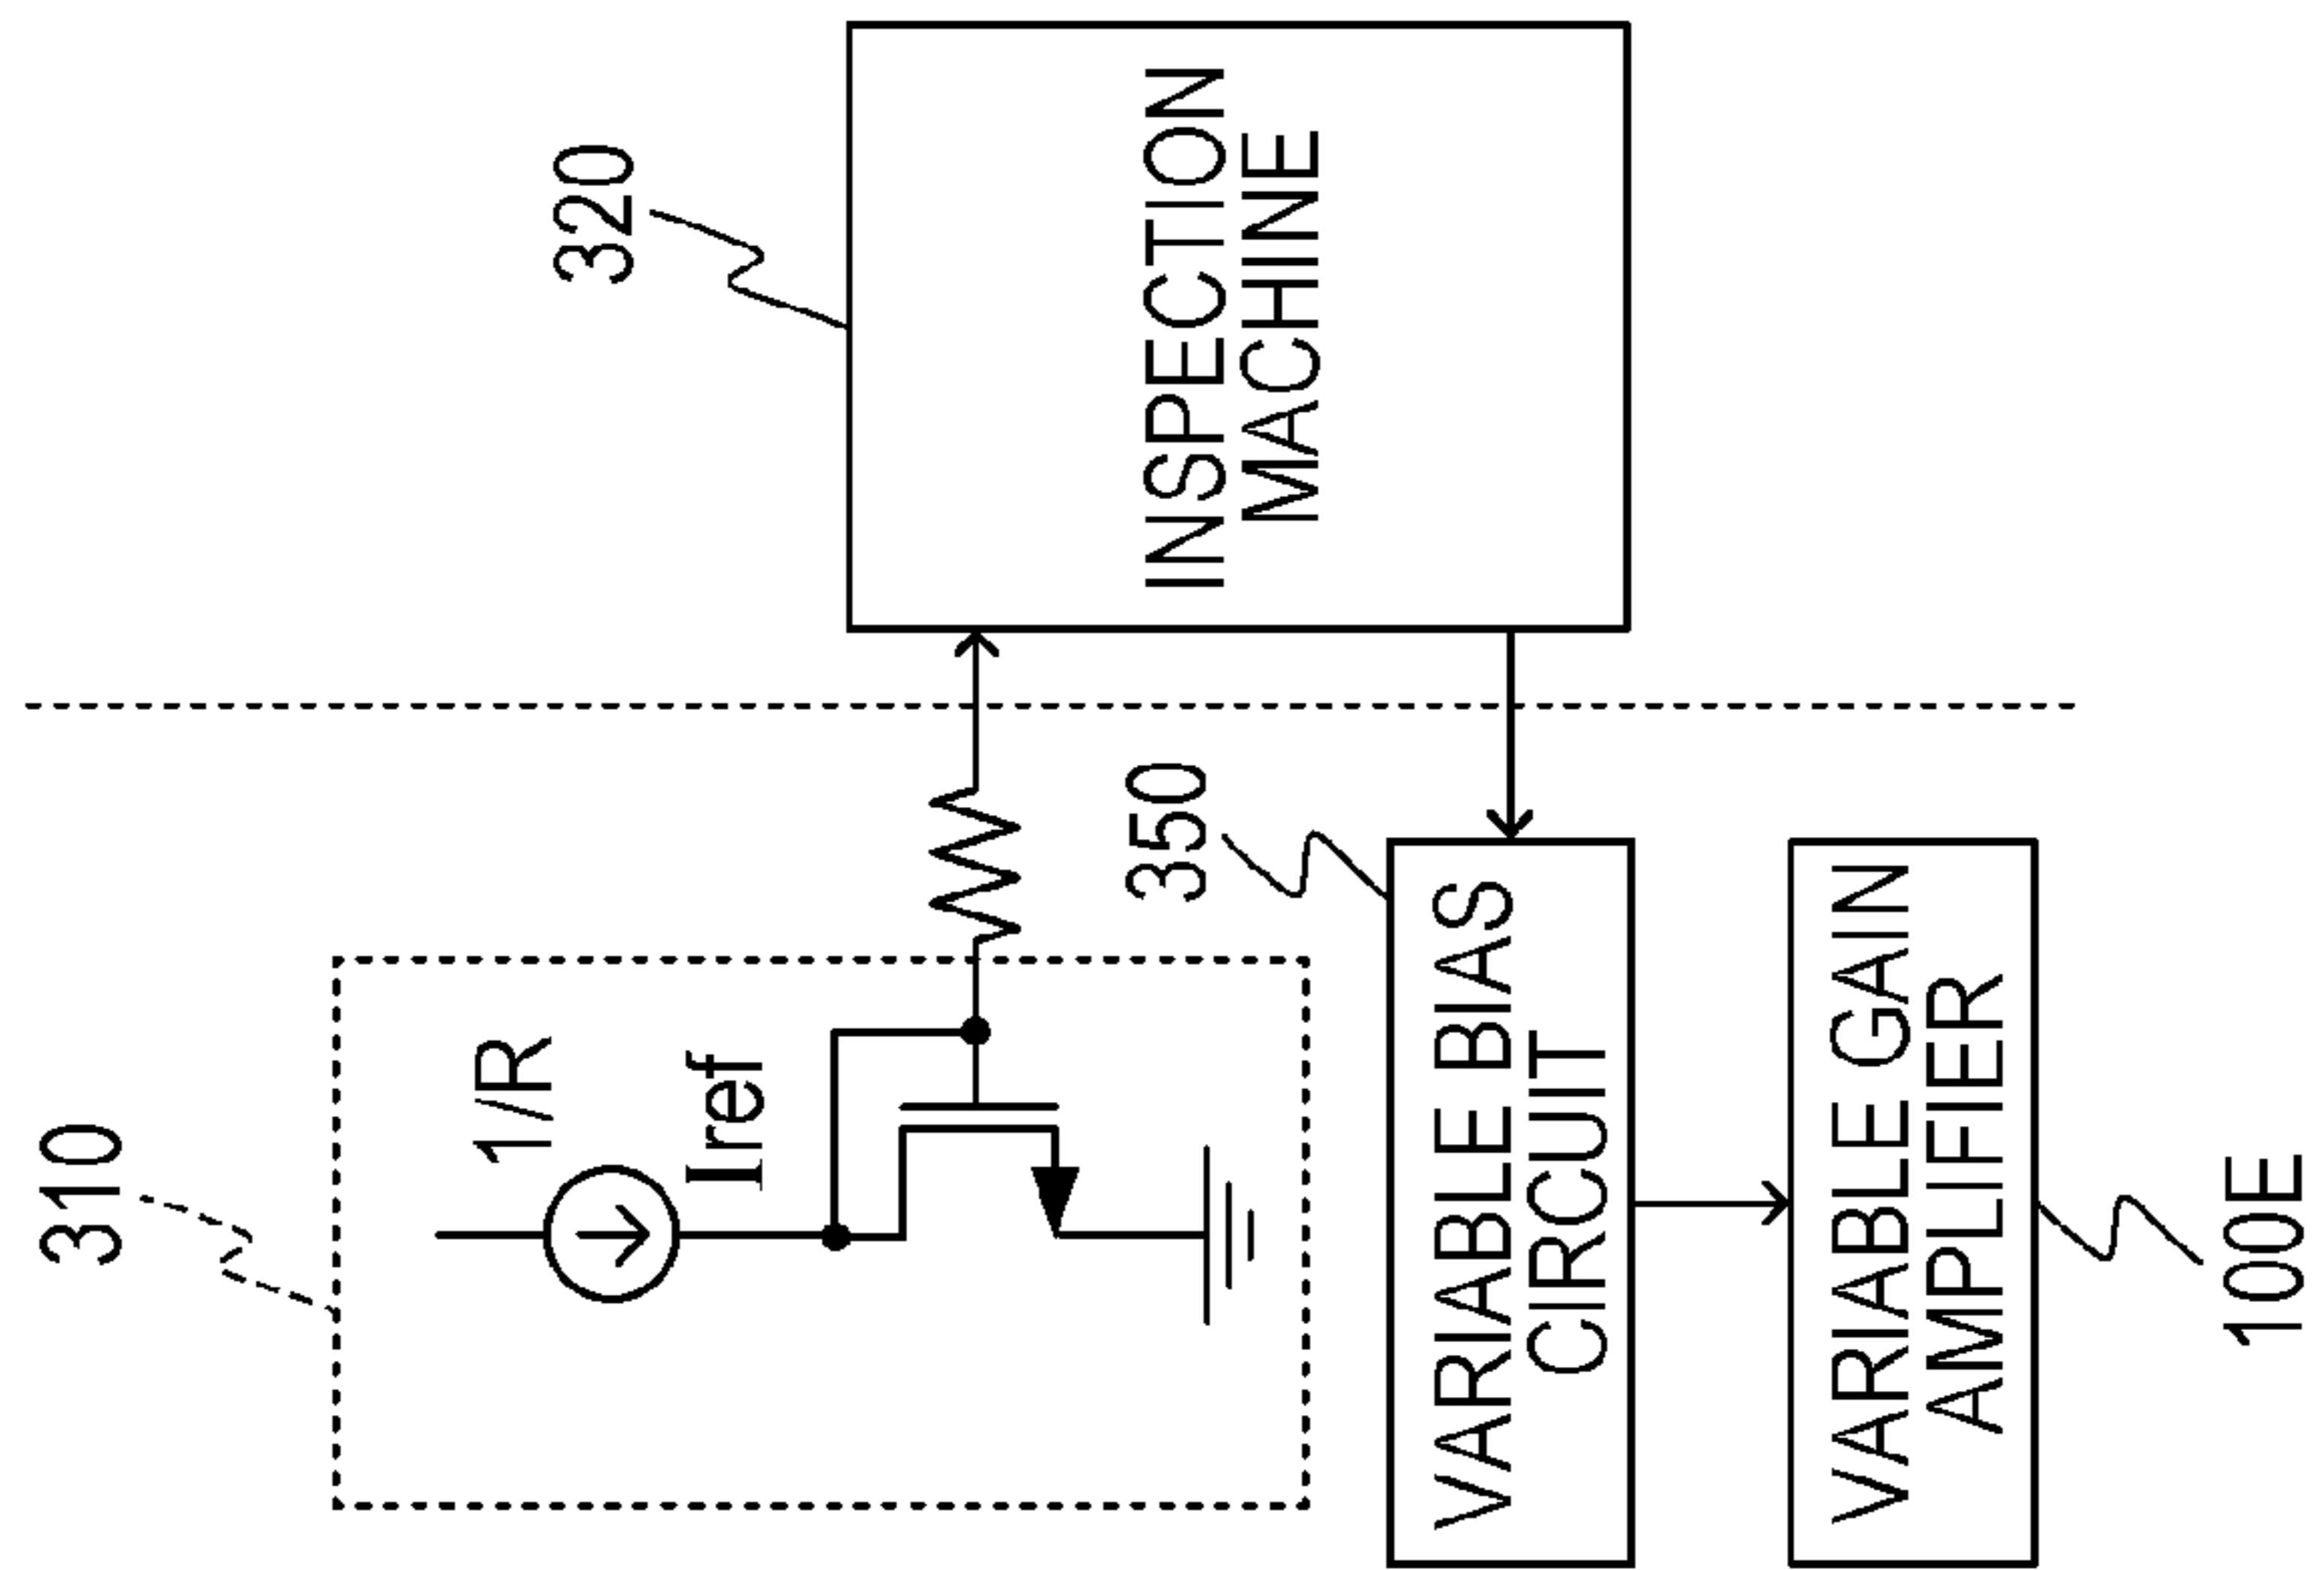 310
1/R
Iref
320
INSPECTION
MACHINE
350
VARIABLE BIAS
CIRCUIT
VARIABLE GAIN
AMPLIFIER
100E